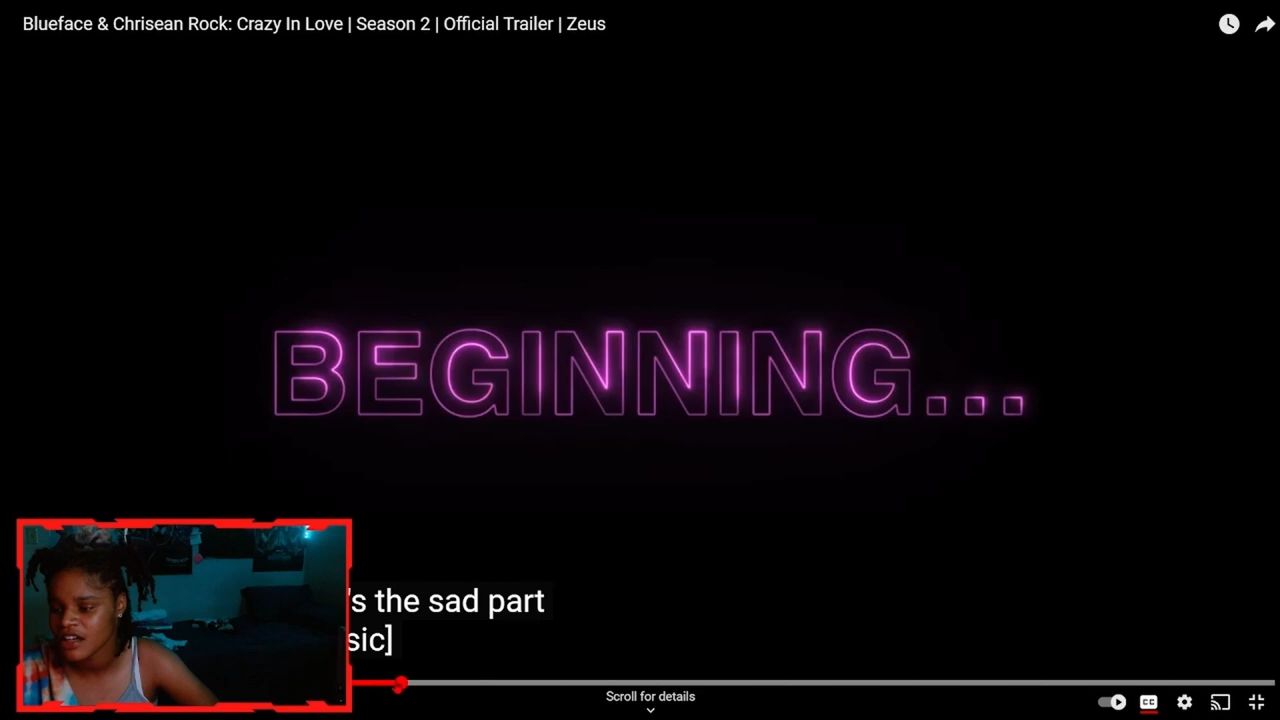 Blueface & Chrisean Rock: Crazy In Love | Season 2 | Official Trailer | Zeus
BEGINNING...
's the sad part
sic]
Scroll for details
CC